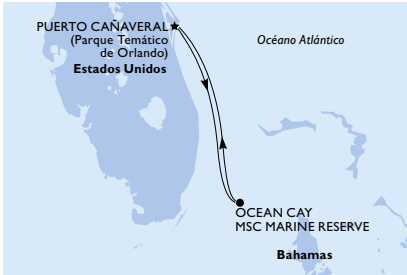 PUERTO CAÑAVERAL
(Parque Temático
de Orlando)
Estados Unidos
Océano Atlántico
OCEAN CAY
MSC MARINE RESERVE
Bahamas